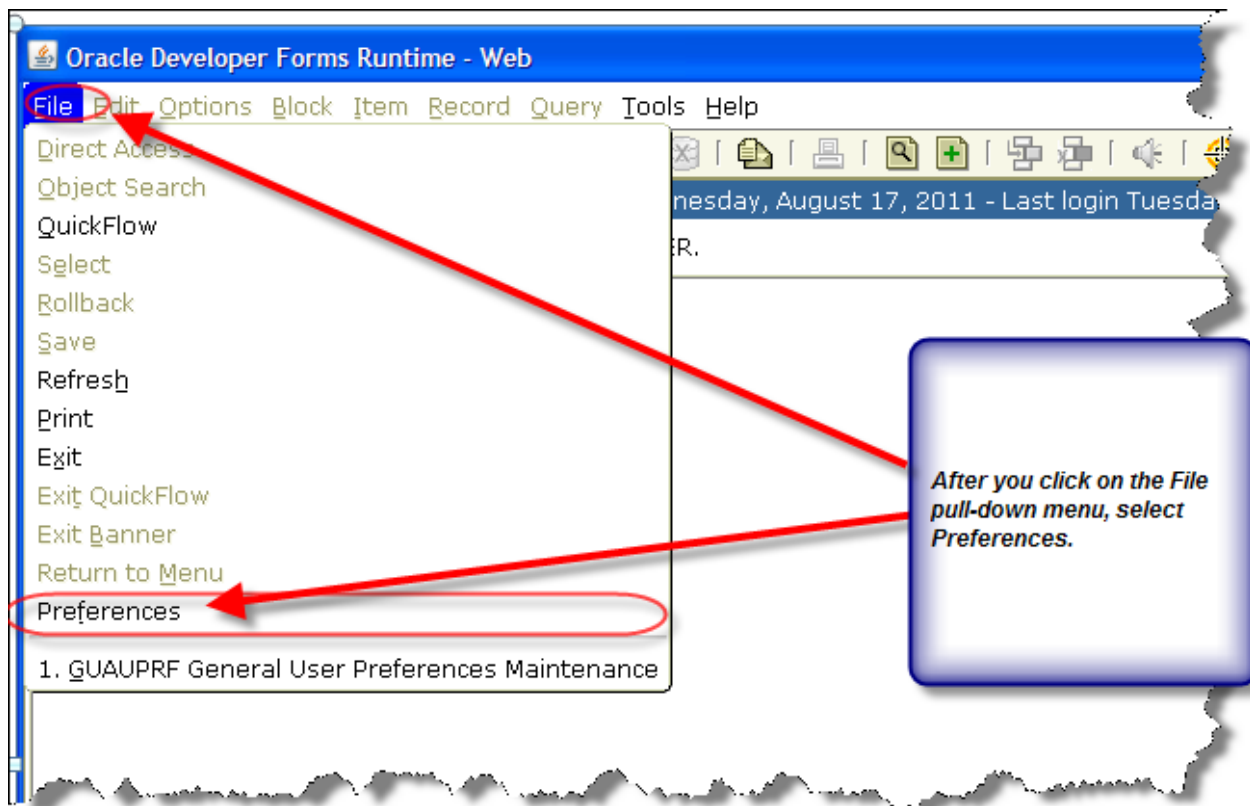 Oracle Developer Forms Runtime - Web
File Edit Options Block Item Record Query Tools Help
Direct Access
Object Search
nesday, August 17, 2011 - Last login Tuesda
QuickFlow
ER.
Select
Rollback
Save
Refresh
Print
Exit
After you click on the File
pull-down menu, select
Preferences.
Exit QuickFlow
Exit Banner
Return to Menu
Preferences
1. GUAUPRF General User Preferences Maintenance